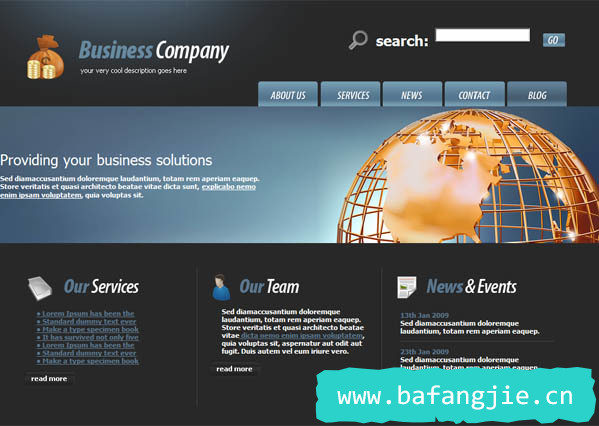 Business Company
your very cool description goes here
search:
GO
ABOUT US
SERVICES
NEWS
CONTACT
BLOG
Providing your business solutions
Sed diamaccusantium doloremque laudantium, totam rem aperiam eaquep.
Store veritatis et quasi architecto beatae vitae dicta sunt, explicabo nemo
enim ipsam voluptatem, quia voluptas sit.
Our Services
• Lorem Ipsum has been the
• Standard dummy text ever
• Make a type specimen book
• It has survived not only five
• Lorem Ipsum has been the
• Standard dummy text ever
• Make a type specimen book
read more
Our Team
Sed diamaccusantium doloremque
laudantium, totam rem aperiam eaquep.
Store veritatis et quasi architecto beatae
vitae dicta nemo enim ipsam voluptatem,
quia voluptas sit, aspernatur aut odit aut
fugit. Duis autem vel eum iriure vero.
read more
News & Events
13th Jan 2009
Sed diamaccusantium doloremque
laudantium, totam rem aperiam eaquep.
23th Jan 2009
Sed diamaccusantium doloremque
www.bafangjie.cn